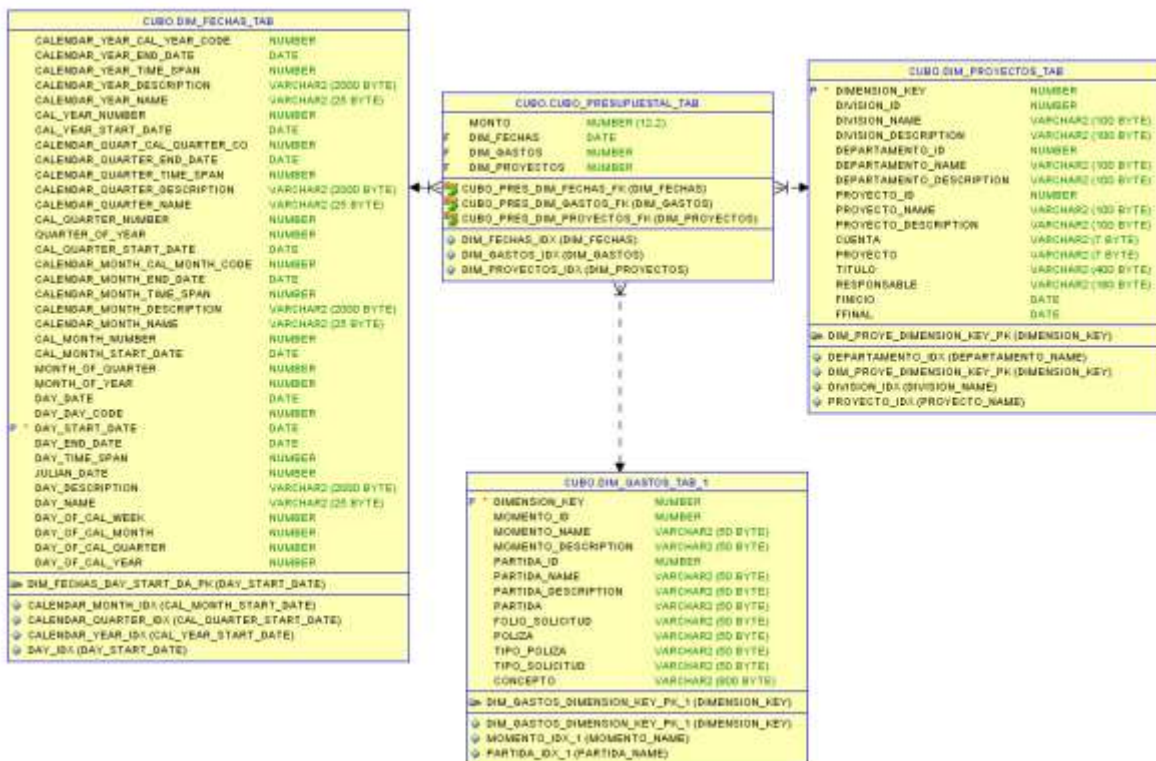 CUBO.DIM_FECHAS_TAB
CALENDAR_YEAR_CAL_YEAR_CODE NUMBER
CALENDAR_YEAR_END_DATE DATE
CALENDAR_YEAR_TIME_SPAN NUMBER
CALENDAR_YEAR_DESCRIPTION VARCHAR2 (2000 BYTE)
CALENDAR_YEAR_NAME VARCHAR2 (25 BYTE)
CAL_YEAR_NUMBER NUMBER
CAL_YEAR_START_DATE DATE
CALENDAR_QUART_CAL_QUARTER_CO NUMBER
CALENDAR_QUARTER_END_DATE DATE
CALENDAR_QUARTER_TIME_SPAN NUMBER
CALENDAR_QUARTER_DESCRIPTION VARCHAR2 (2000 BYTE)
CALENDAR_QUARTER_NAME VARCHAR2 (25 BYTE)
CAL_QUARTER_NUMBER NUMBER
QUARTER_OF_YEAR NUMBER
CAL_QUARTER_START_DATE DATE
CALENDAR_MONTH_CAL_MONTH_CODE NUMBER
CALENDAR_MONTH_END_DATE DATE
CALENDAR_MONTH_TIME_SPAN NUMBER
CALENDAR_MONTH_DESCRIPTION VARCHAR2 (2000 BYTE)
CALENDAR_MONTH_NAME VARCHAR2 (25 BYTE)
CAL_MONTH_NUMBER NUMBER
CAL_MONTH_START_DATE DATE
MONTH_OF_QUARTER NUMBER
MONTH_OF_YEAR NUMBER
DAY_DATE DATE
DAY_DAY_CODE NUMBER
P * DAY_START_DATE DATE
DAY_END_DATE DATE
DAY_TIME_SPAN NUMBER
JULIAN_DATE NUMBER
DAY_DESCRIPTION VARCHAR2 (2000 BYTE)
DAY_NAME VARCHAR2 (25 BYTE)
DAY_OF_CAL_WEEK NUMBER
DAY_OF_CAL_MONTH NUMBER
DAY_OF_CAL_QUARTER NUMBER
DAY_OF_CAL_YEAR NUMBER
DIM_FECHAS_DAY_START_DA_PK (DAY_START_DATE)
CALENDAR_MONTH_IDX (CAL_MONTH_START_DATE)
CALENDAR_QUARTER_IDX (CAL_QUARTER_START_DATE)
CALENDAR_YEAR_IDX (CAL_YEAR_START_DATE)
DAY_IDX (DAY_START_DATE)
CUBO.CUBO_PRESUPUESTAL_TAB
MONTO NUMBER (12,2)
F DIM_FECHAS DATE
F DIM_GASTOS NUMBER
F DIM_PROYECTOS NUMBER
CUBO_PRES_DIM_FECHAS_FK (DIM_FECHAS)
CUBO_PRES_DIM_GASTOS_FK (DIM_GASTOS)
CUBO_PRES_DIM_PROYECTOS_FK (DIM_PROYECTOS)
DIM_FECHAS_IDX (DIM_FECHAS)
DIM_GASTOS_IDX (DIM_GASTOS)
DIM_PROYECTOS_IDX (DIM_PROYECTOS)
CUBO.DIM_PROYECTOS_TAB
P * DIMENSION_KEY NUMBER
DIVISION_ID NUMBER
DIVISION_NAME VARCHAR2 (100 BYTE)
DIVISION_DESCRIPTION VARCHAR2 (100 BYTE)
DEPARTAMENTO_ID NUMBER
DEPARTAMENTO_NAME VARCHAR2 (100 BYTE)
DEPARTAMENTO_DESCRIPTION VARCHAR2 (100 BYTE)
PROYECTO_ID NUMBER
PROYECTO_NAME VARCHAR2 (100 BYTE)
PROYECTO_DESCRIPTION VARCHAR2 (100 BYTE)
CUENTA VARCHAR2 (7 BYTE)
PROYECTO VARCHAR2 (7 BYTE)
TITULO VARCHAR2 (400 BYTE)
RESPONSABLE VARCHAR2 (100 BYTE)
FINICIO DATE
FFINAL DATE
DIM_PROYE_DIMENSION_KEY_PK (DIMENSION_KEY)
DEPARTAMENTO_IDX (DEPARTAMENTO_NAME)
DIM_PROYE_DIMENSION_KEY_PK (DIMENSION_KEY)
DIVISION_IDX (DIVISION_NAME)
PROYECTO_IDX (PROYECTO_NAME)
CUBO.DIM_GASTOS_TAB_1
P * DIMENSION_KEY NUMBER
MOMENTO_ID NUMBER
MOMENTO_NAME VARCHAR2 (50 BYTE)
MOMENTO_DESCRIPTION VARCHAR2 (50 BYTE)
PARTIDA_ID NUMBER
PARTIDA_NAME VARCHAR2 (50 BYTE)
PARTIDA_DESCRIPTION VARCHAR2 (50 BYTE)
PARTIDA VARCHAR2 (50 BYTE)
FOLIO_SOLICITUD VARCHAR2 (50 BYTE)
POLIZA VARCHAR2 (50 BYTE)
TIPO_POLIZA VARCHAR2 (50 BYTE)
TIPO_SOLICITUD VARCHAR2 (50 BYTE)
CONCEPTO VARCHAR2 (900 BYTE)
DIM_GASTOS_DIMENSION_KEY_PK_1 (DIMENSION_KEY)
DIM_GASTOS_DIMENSION_KEY_PK_1 (DIMENSION_KEY)
MOMENTO_IDX_1 (MOMENTO_NAME)
PARTIDA_IDX_1 (PARTIDA_NAME)